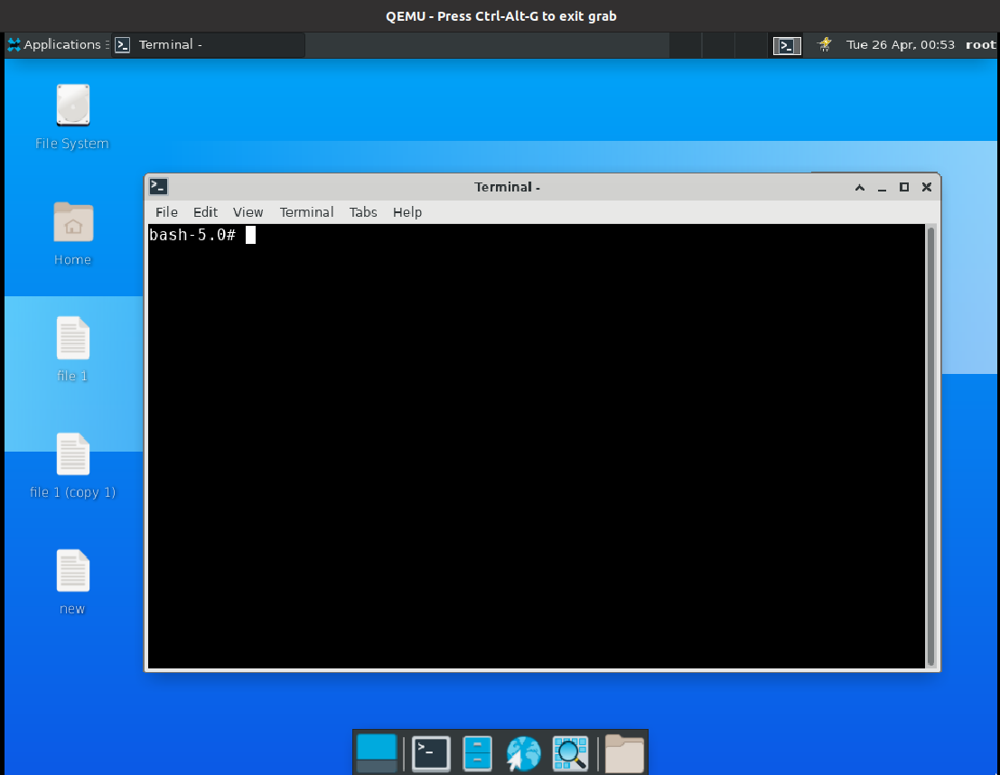 QEMU - Press Ctrl-Alt-G to exit grab
Applications
Terminal -
Tue 26 Apr, 00:53
root
File System
Home
file 1
file 1 (copy 1)
new
Terminal -
File Edit View Terminal Tabs Help
bash-5.0#